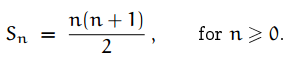 Sₙ = n(n + 1) / 2 ,   for n ⩾ 0.